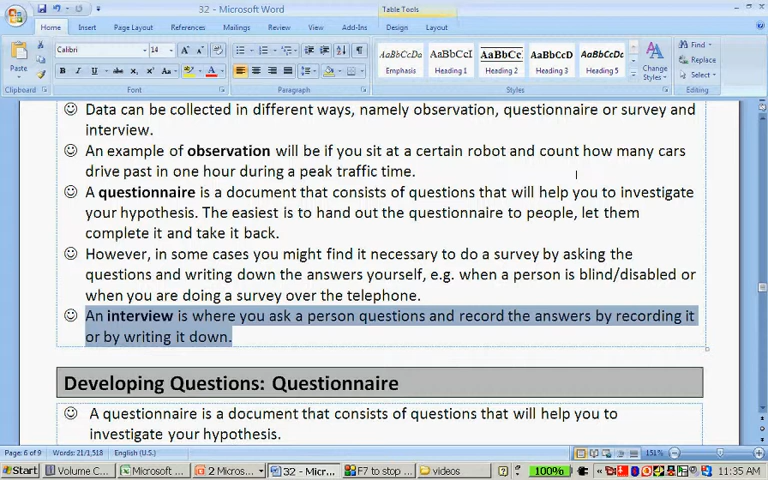 32 - Microsoft Word
Table Tools
Home Insert Page Layout References Mailings Review View Add-Ins Design Layout
Calibri 14
Paste
AaBbCcDc AaBbCcI AaBbCc AaBbCcD AaBbCcDc
Emphasis Heading 1 Heading 2 Heading 3 Heading 5
Change
Styles
Find
Replace
Select
Clipboard Font Paragraph Styles Editing
Data can be collected in different ways, namely observation, questionnaire or survey and
interview.
An example of observation will be if you sit at a certain robot and count how many cars
drive past in one hour during a peak traffic time.
A questionnaire is a document that consists of questions that will help you to investigate
your hypothesis. The easiest is to hand out the questionnaire to people, let them
complete it and take it back.
However, in some cases you might find it necessary to do a survey by asking the
questions and writing down the answers yourself, e.g. when a person is blind/disabled or
when you are doing a survey over the telephone.
An interview is where you ask a person questions and record the answers by recording it
or by writing it down.
Developing Questions: Questionnaire
A questionnaire is a document that consists of questions that will help you to
investigate your hypothesis.
Page: 6 of 9 Words: 21/1,518 English (U.S.) 151%
Start Volume C... Microsoft ... 2 Micros... 32 - Micr... F7 to stop ... videos 100% 11:35 AM